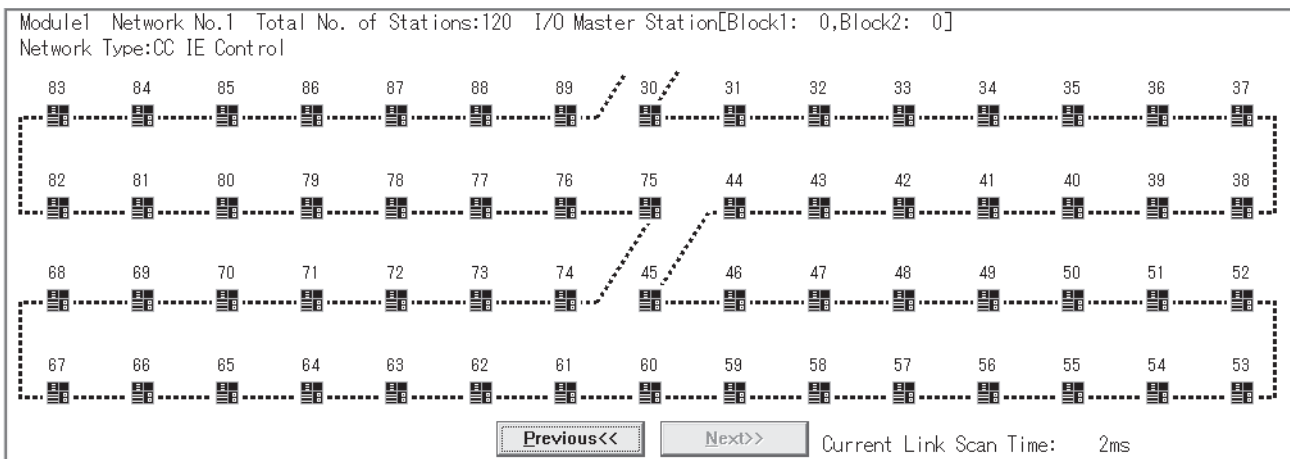 Module1 Network No.1 Total No. of Stations:120 I/O Master Station[Block1: 0,Block2: 0]
Network Type:CC IE Control
83 84 85 86 87 88 89 30 31 32 33 34 35 36 37
82 81 80 79 78 77 76 75 44 43 42 41 40 39 38
68 69 70 71 72 73 74 45 46 47 48 49 50 51 52
67 66 65 64 63 62 61 60 59 58 57 56 55 54 53
Previous<< Next>> Current Link Scan Time: 2ms